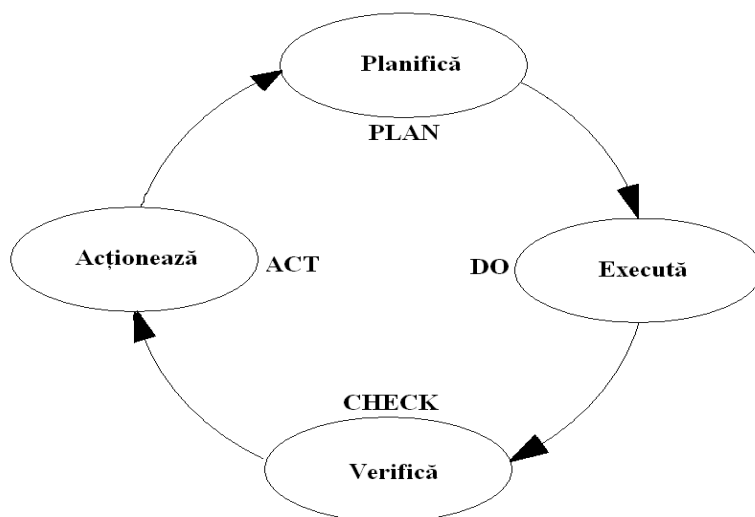 Planifică
PLAN
Acționează
ACT
DO
Execută
CHECK
Verifică